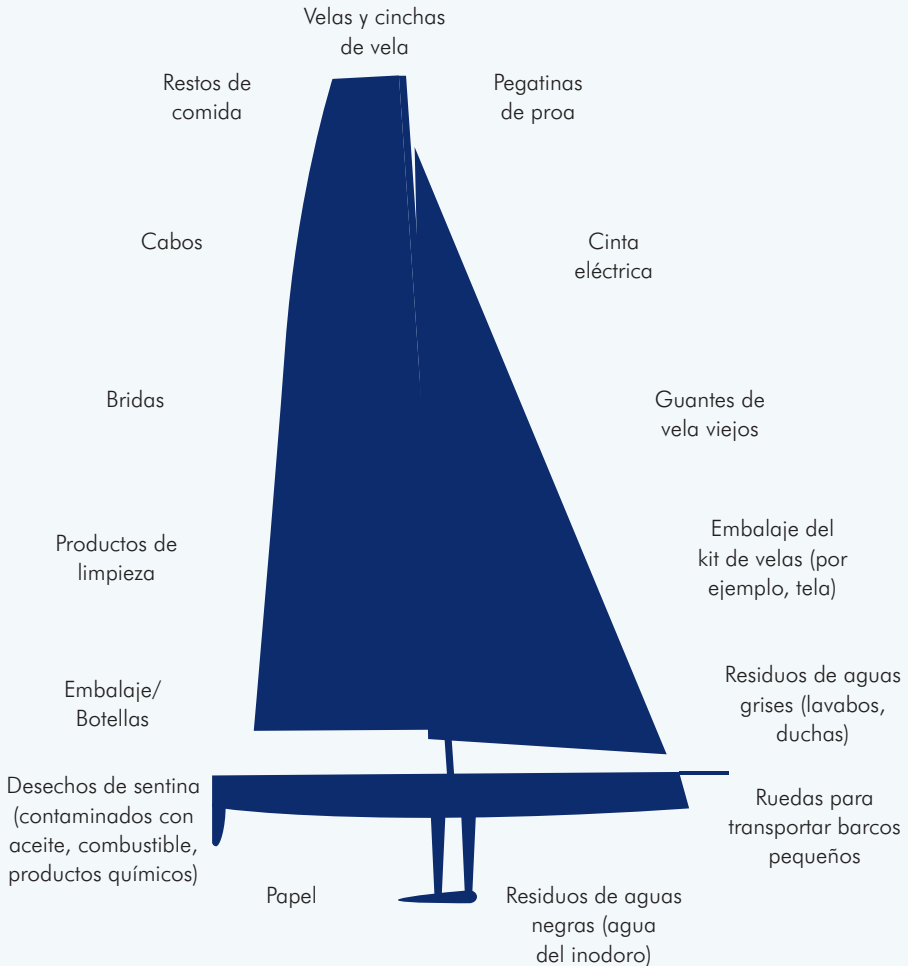 Velas y cinchas
de vela
Restos de
comida
Pegatinas
de proa
Cabos
Cinta
eléctrica
Bridas
Guantes de
vela viejos
Productos de
limpieza
Embalaje del
kit de velas (por
ejemplo, tela)
Embalaje/
Botellas
Residuos de aguas
grises (lavabos,
duchas)
Desechos de sentina
(contaminados con
aceite, combustible,
productos químicos)
Ruedas para
transportar barcos
pequeños
Papel
Residuos de aguas
negras (agua
del inodoro)